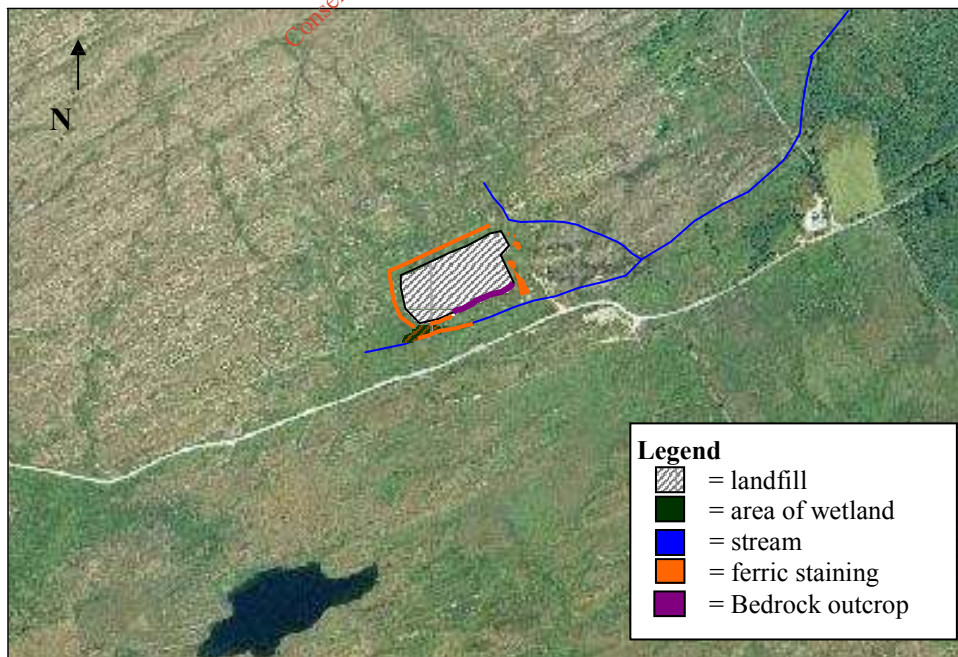 N
Legend
= landfill
= area of wetland
= stream
= ferric staining
= Bedrock outcrop